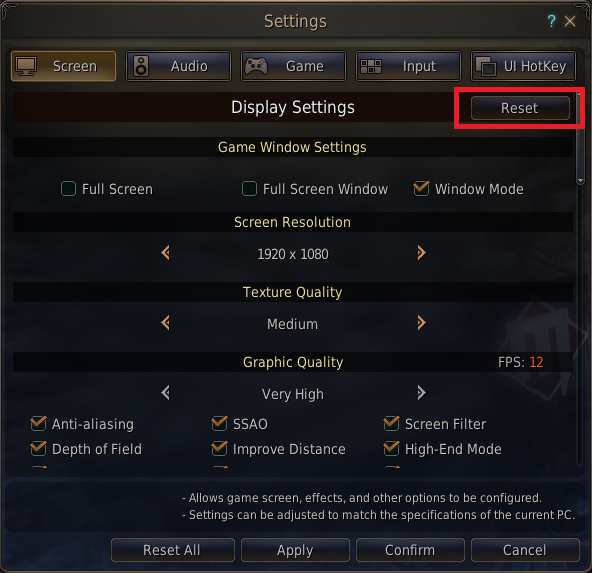 Settings
?
Screen Audio Game Input UI HotKey
Display Settings Reset
Game Window Settings
Full Screen Full Screen Window Window Mode
Screen Resolution
1920 x 1080
Texture Quality
Medium
Graphic Quality FPS: 12
Very High
Anti-aliasing SSAO Screen Filter
Depth of Field Improve Distance High-End Mode
- Allows game screen, effects, and other options to be configured.
- Settings can be adjusted to match the specifications of the current PC.
Reset All Apply Confirm Cancel